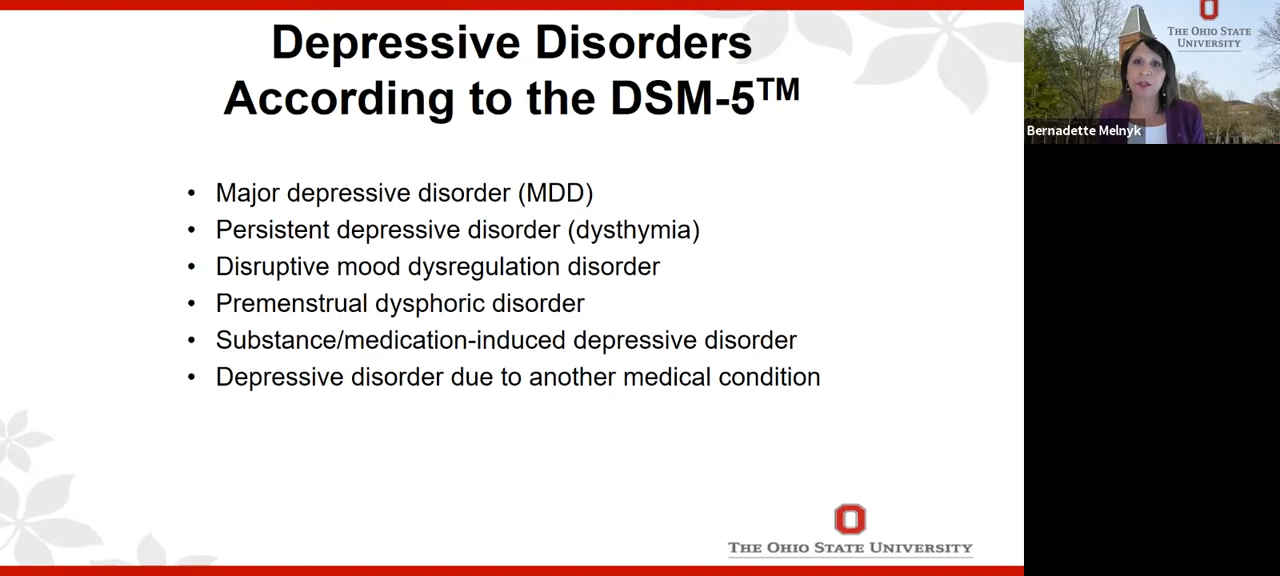 Depressive Disorders
According to the DSM-5™
• Major depressive disorder (MDD)
• Persistent depressive disorder (dysthymia)
• Disruptive mood dysregulation disorder
• Premenstrual dysphoric disorder
• Substance/medication-induced depressive disorder
• Depressive disorder due to another medical condition
O
THE OHIO STATE UNIVERSITY
O
THE OHIO STATE
UNIVERSITY
Bernadette Melnyk